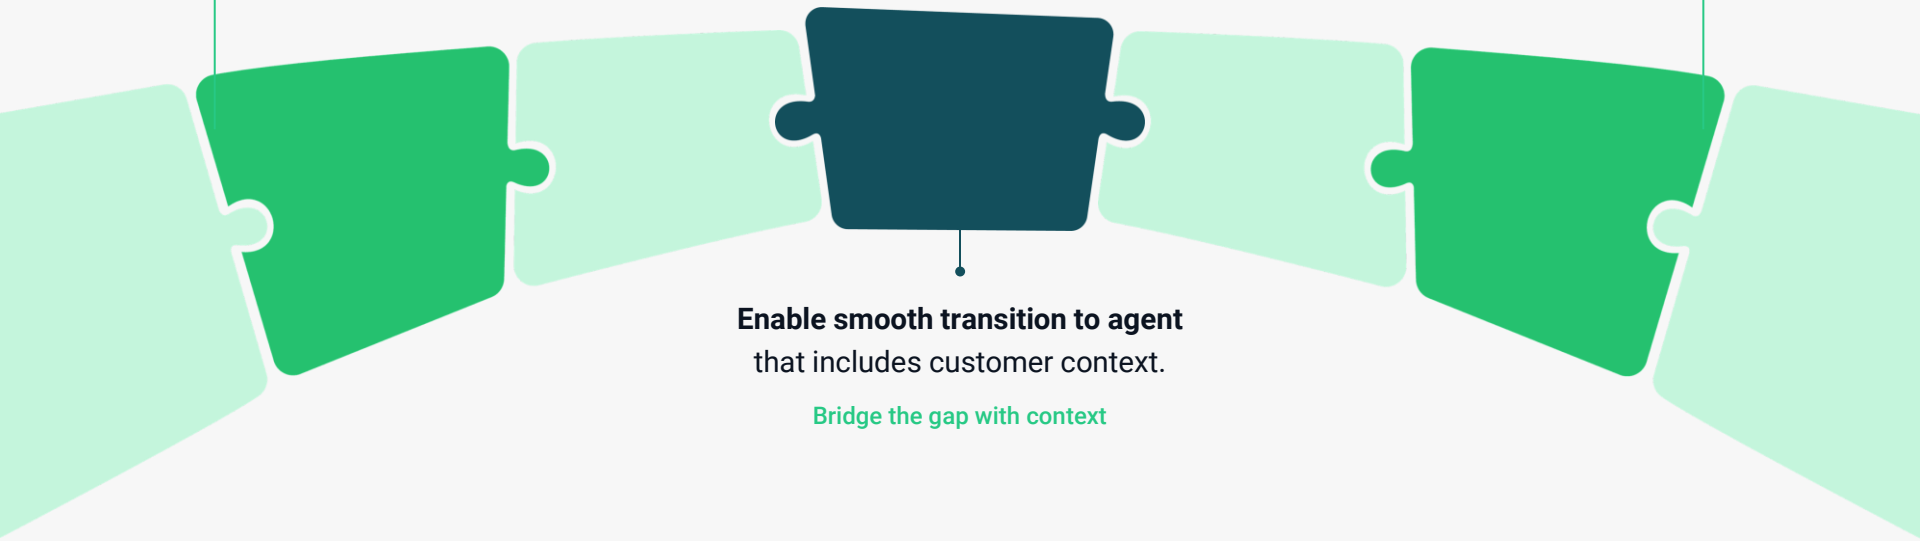 Enable smooth transition to agent
that includes customer context.
Bridge the gap with context